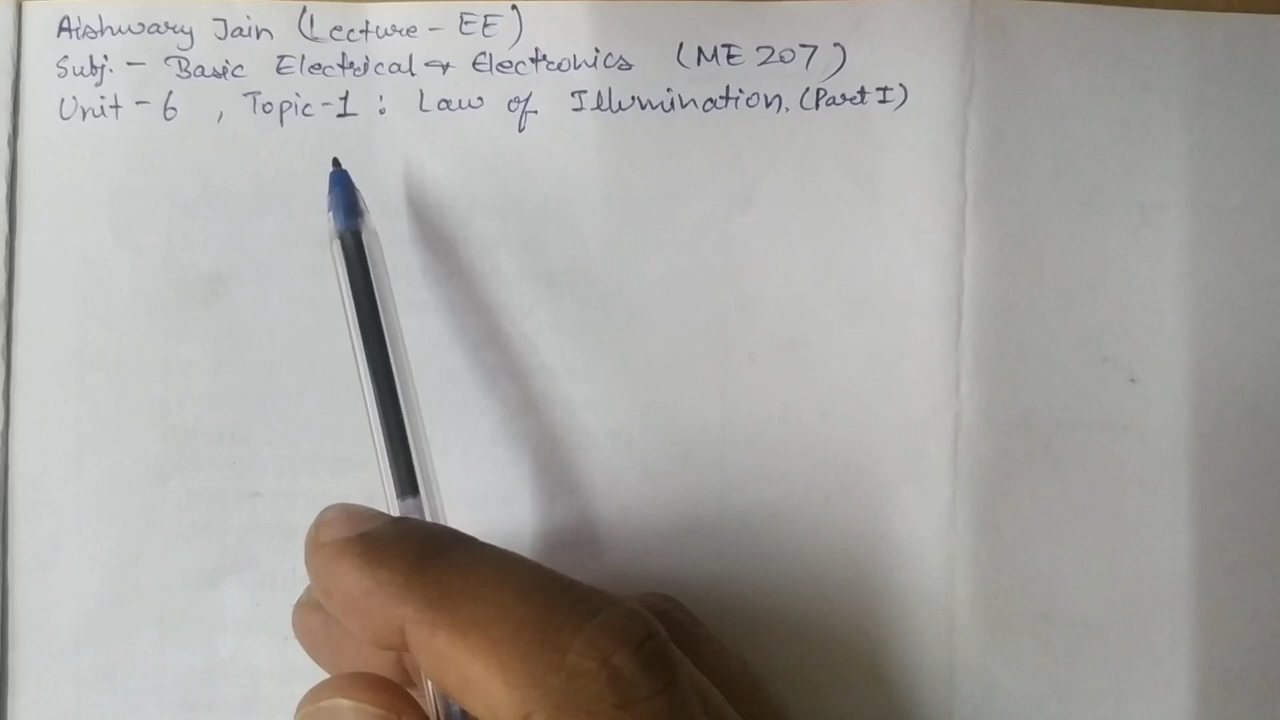 Aishwary Jain (Lecture - EE)
Subj. - Basic Electrical & Electronics (ME 207)
Unit - 6 , Topic-1 : Law of Illumination. (Part I)